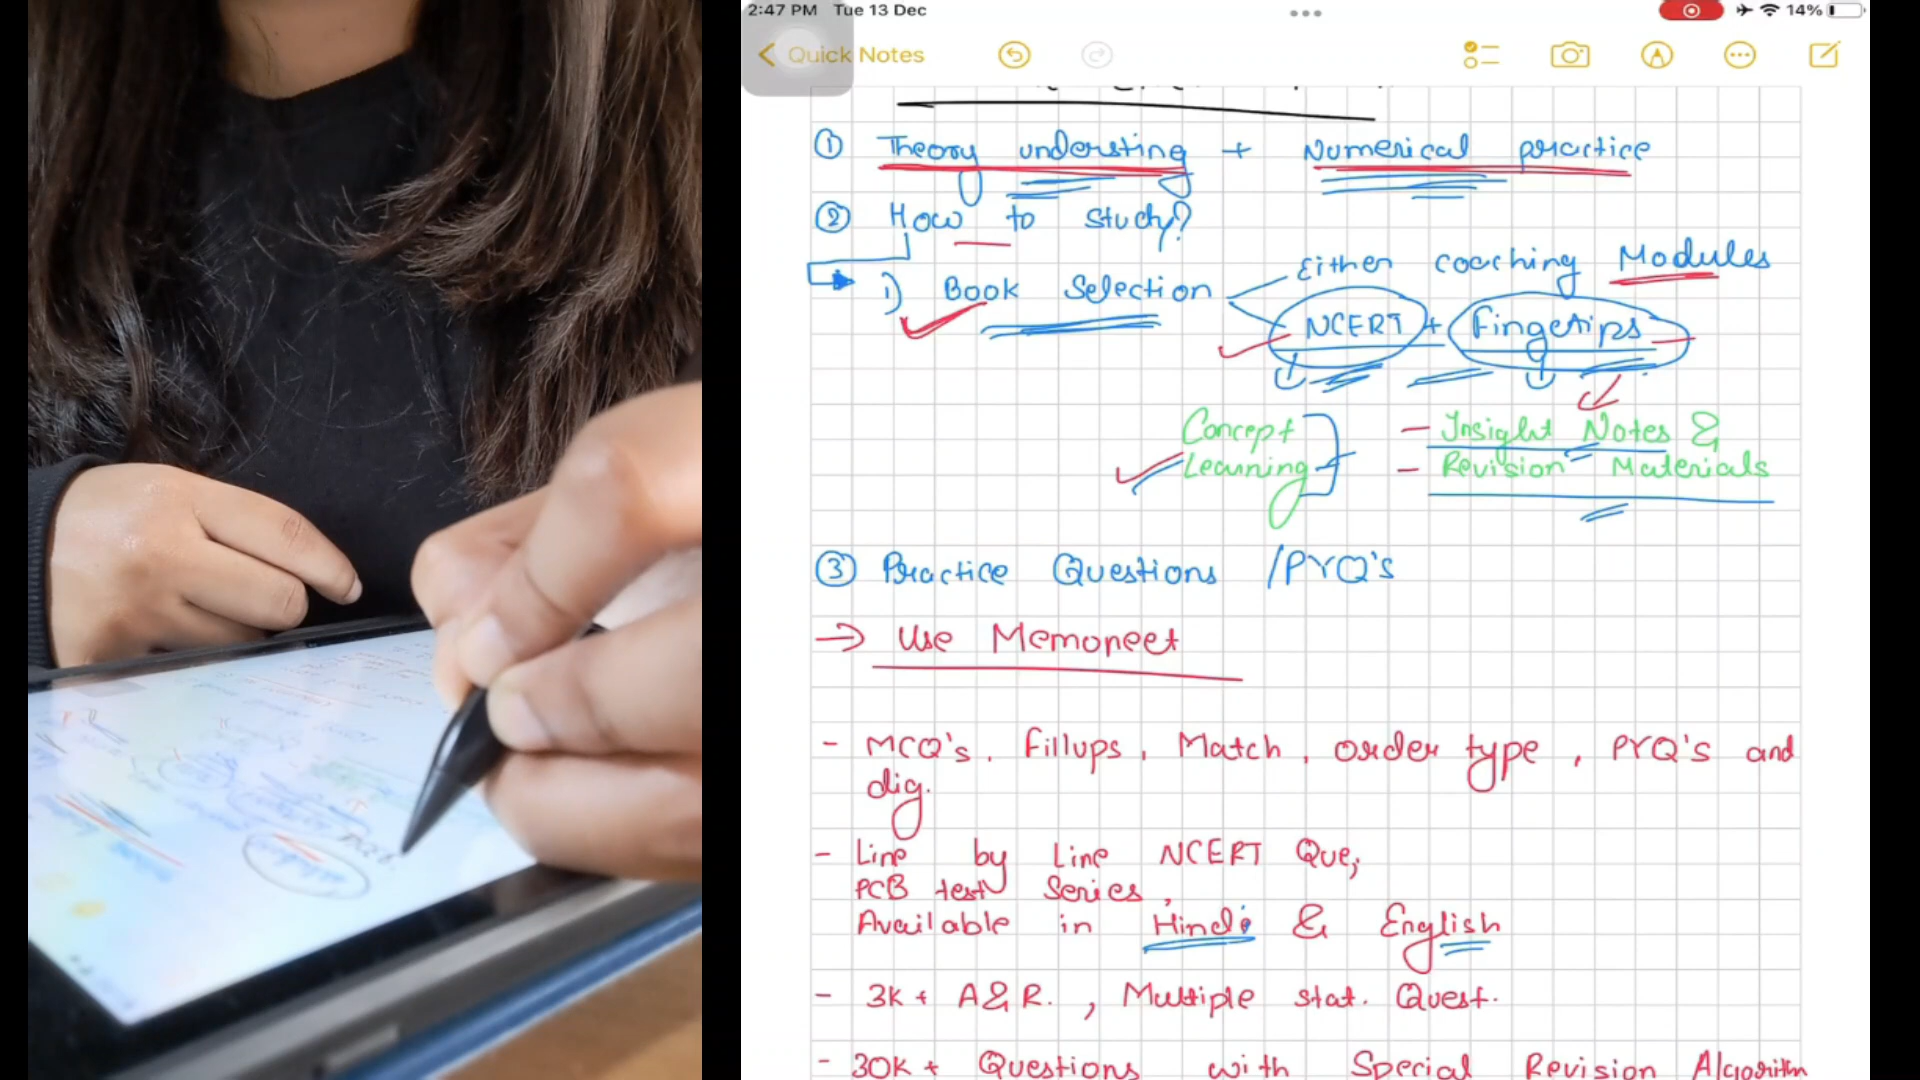 2:47 PM Tue 13 Dec
14%
Quick Notes
① Theory understing + Numerical practice
② How to study?
1) Book Selection
Either coaching Modules
NCERT + Fingetips
Concept Learning
- Insight Notes &
- Revision Materials
③ Practice Questions /PYQ's
→ Use Memoneet
- MCQ's, Fillups, Match, order type, PYQ's and
dig.
- Line by Line NCERT Que,
PCB test Series,
Available in Hindi & English
- 3K+ A&R. , Multiple stat. Quest.
- 30K + Questions with Special Revision Algorithm